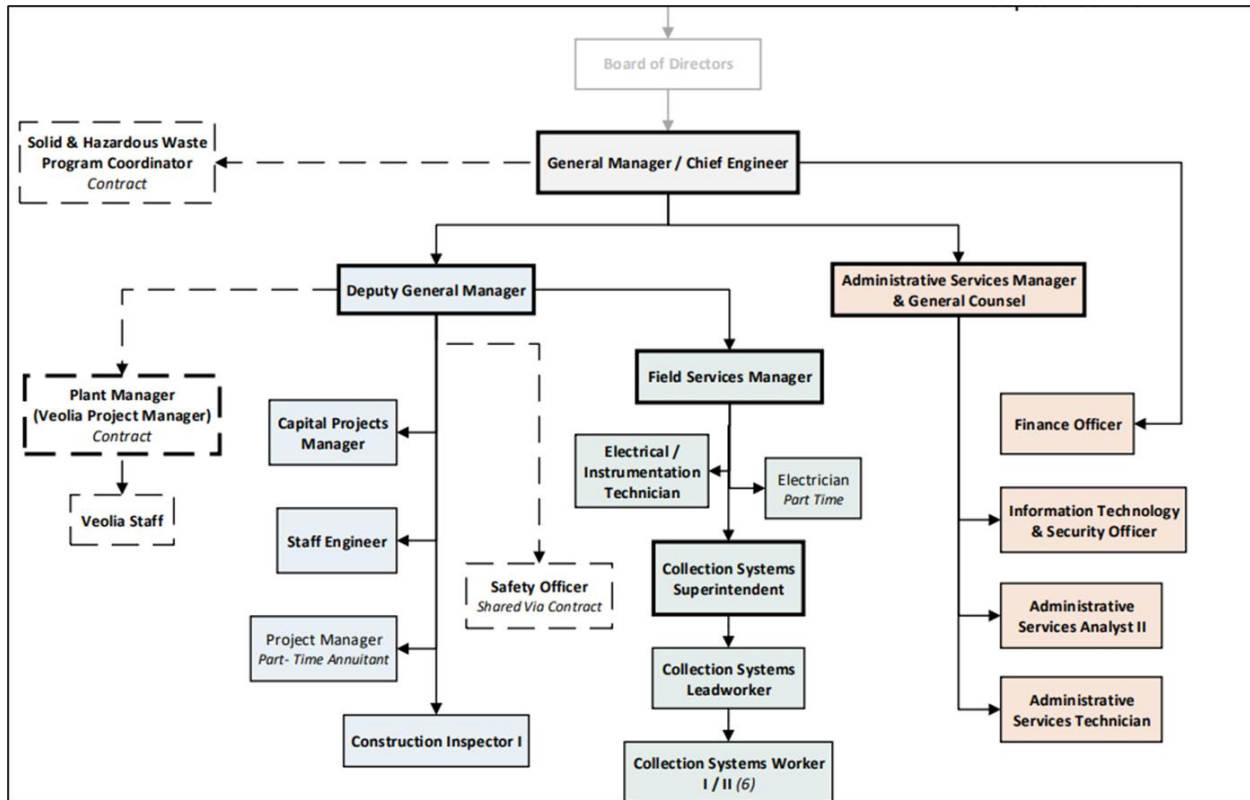 Board of Directors
Solid & Hazardous Waste
Program Coordinator
Contract
General Manager / Chief Engineer
Deputy General Manager
Administrative Services Manager
& General Counsel
Plant Manager
(Veolia Project Manager)
Contract
Veolia Staff
Capital Projects
Manager
Staff Engineer
Project Manager
Part- Time Annuitant
Construction Inspector I
Safety Officer
Shared Via Contract
Field Services Manager
Electrical /
Instrumentation
Technician
Electrician
Part Time
Collection Systems
Superintendent
Collection Systems
Leadworker
Collection Systems Worker
I / II (6)
Finance Officer
Information Technology
& Security Officer
Administrative
Services Analyst II
Administrative
Services Technician